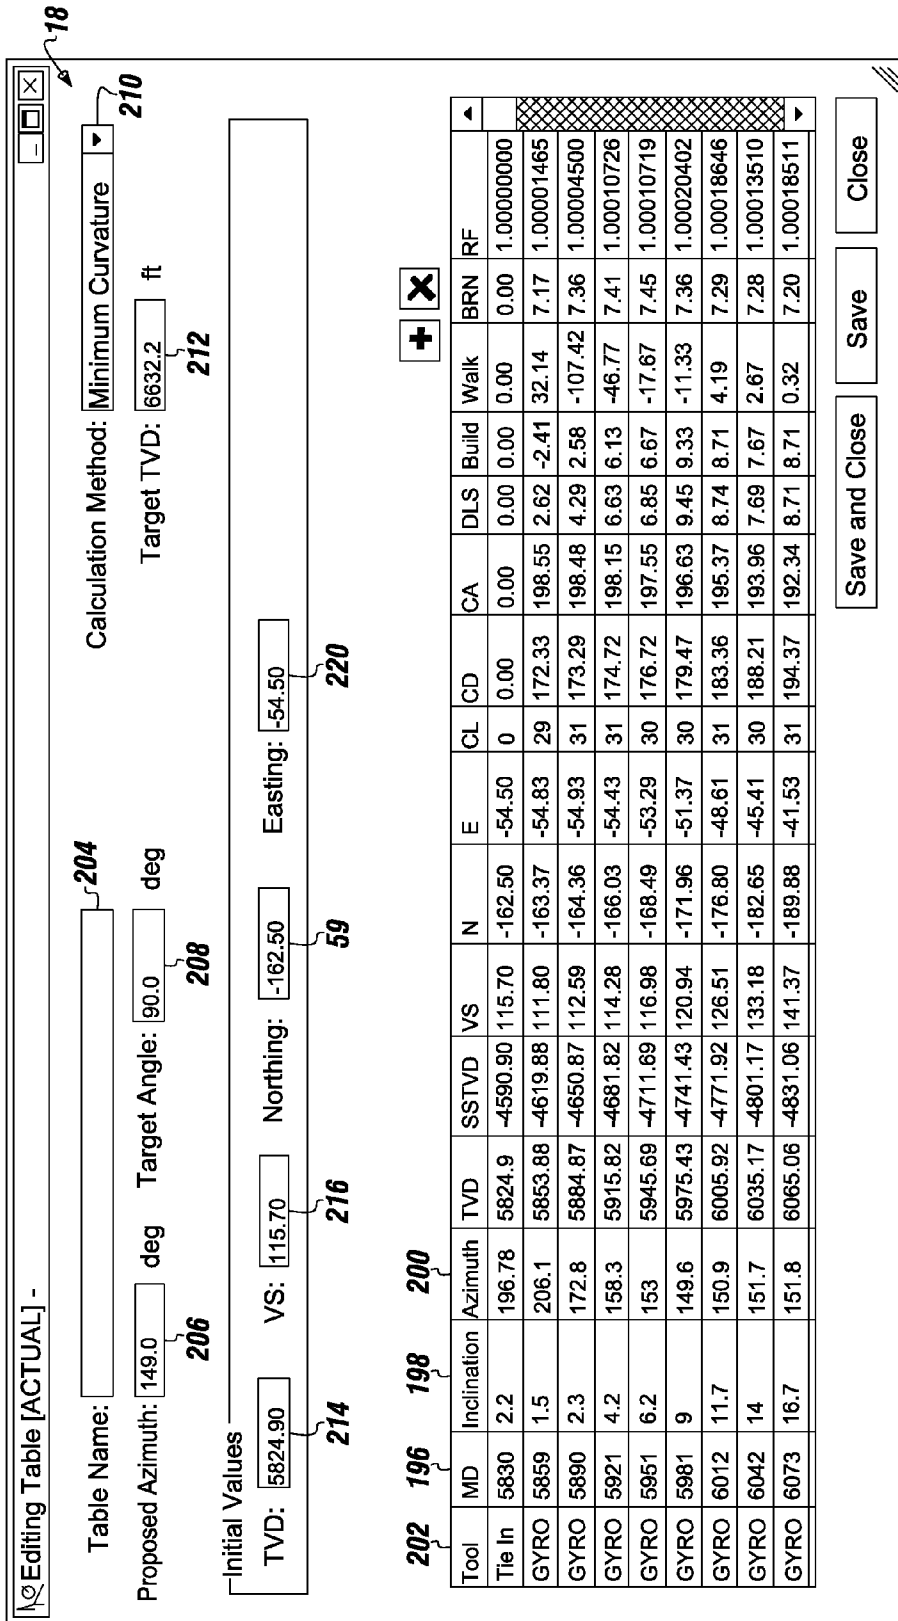 18
Editing Table [ACTUAL] -
Table Name:
204
Calculation Method: Minimum Curvature
210
Proposed Azimuth: 149.0 deg
206
Target Angle: 90.0 deg
208
Target TVD: 6632.2 ft
212
Initial Values
TVD: 5824.90
VS: 115.70
Northing: -162.50
Easting: -54.50
214
216
59
220
202
196
198
200
Tool MD Inclination Azimuth TVD SSTVD VS N E CL CD CA DLS Build Walk BRN RF
Tie In 5830 2.2 196.78 5824.9 -4590.90 115.70 -162.50 -54.50 0 0.00 0.00 0.00 0.00 0.00 0.00 1.00000000
GYRO 5859 1.5 206.1 5853.88 -4619.88 111.80 -163.37 -54.83 29 172.33 198.55 2.62 -2.41 32.14 7.17 1.00001465
GYRO 5890 2.3 172.8 5884.87 -4650.87 112.59 -164.36 -54.93 31 173.29 198.48 4.29 2.58 -107.42 7.36 1.00004500
GYRO 5921 4.2 158.3 5915.82 -4681.82 114.28 -166.03 -54.43 31 174.72 198.15 6.63 6.13 -46.77 7.41 1.00010726
GYRO 5951 6.2 153 5945.69 -4711.69 116.98 -168.49 -53.29 30 176.72 197.55 6.85 6.67 -17.67 7.45 1.00010719
GYRO 5981 9 149.6 5975.43 -4741.43 120.94 -171.96 -51.37 30 179.47 196.63 9.45 9.33 -11.33 7.36 1.00020402
GYRO 6012 11.7 150.9 6005.92 -4771.92 126.51 -176.80 -48.61 31 183.36 195.37 8.74 8.71 4.19 7.29 1.00018646
GYRO 6042 14 151.7 6035.17 -4801.17 133.18 -182.65 -45.41 30 188.21 193.96 7.69 7.67 2.67 7.28 1.00013510
GYRO 6073 16.7 151.8 6065.06 -4831.06 141.37 -189.88 -41.53 31 194.37 192.34 8.71 8.71 0.32 7.20 1.00018511
Save and Close
Save
Close